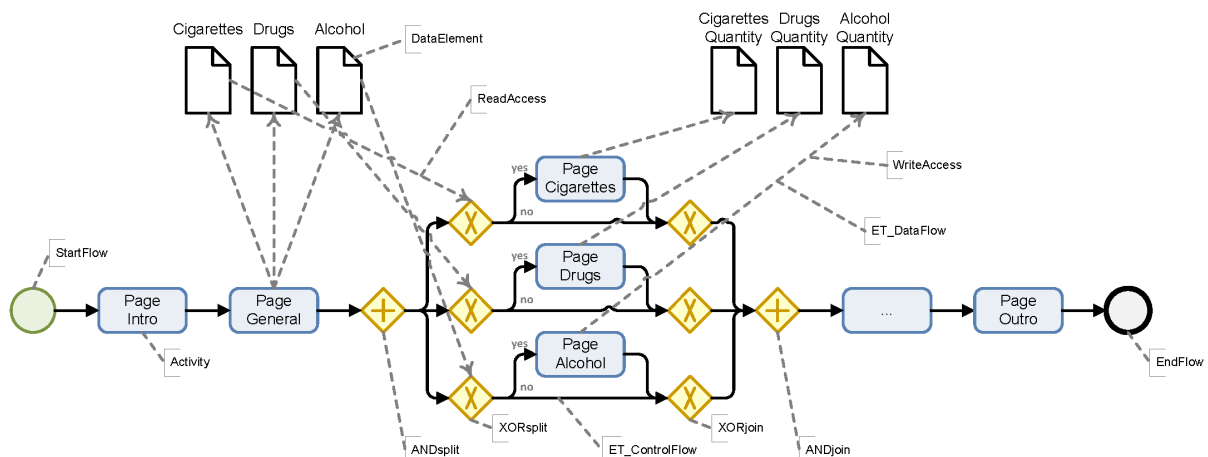 Cigarettes Drugs Alcohol
DataElement
Cigarettes Drugs Alcohol
Quantity Quantity Quantity
ReadAccess
WriteAccess
yes
Page
Cigarettes
no
ET_DataFlow
StartFlow
yes
Page
Drugs
no
Page
Intro
Page
General
...
Page
Outro
yes
Page
Alcohol
no
Activity
EndFlow
XORsplit
XORjoin
ANDsplit
ET_ControlFlow
ANDjoin